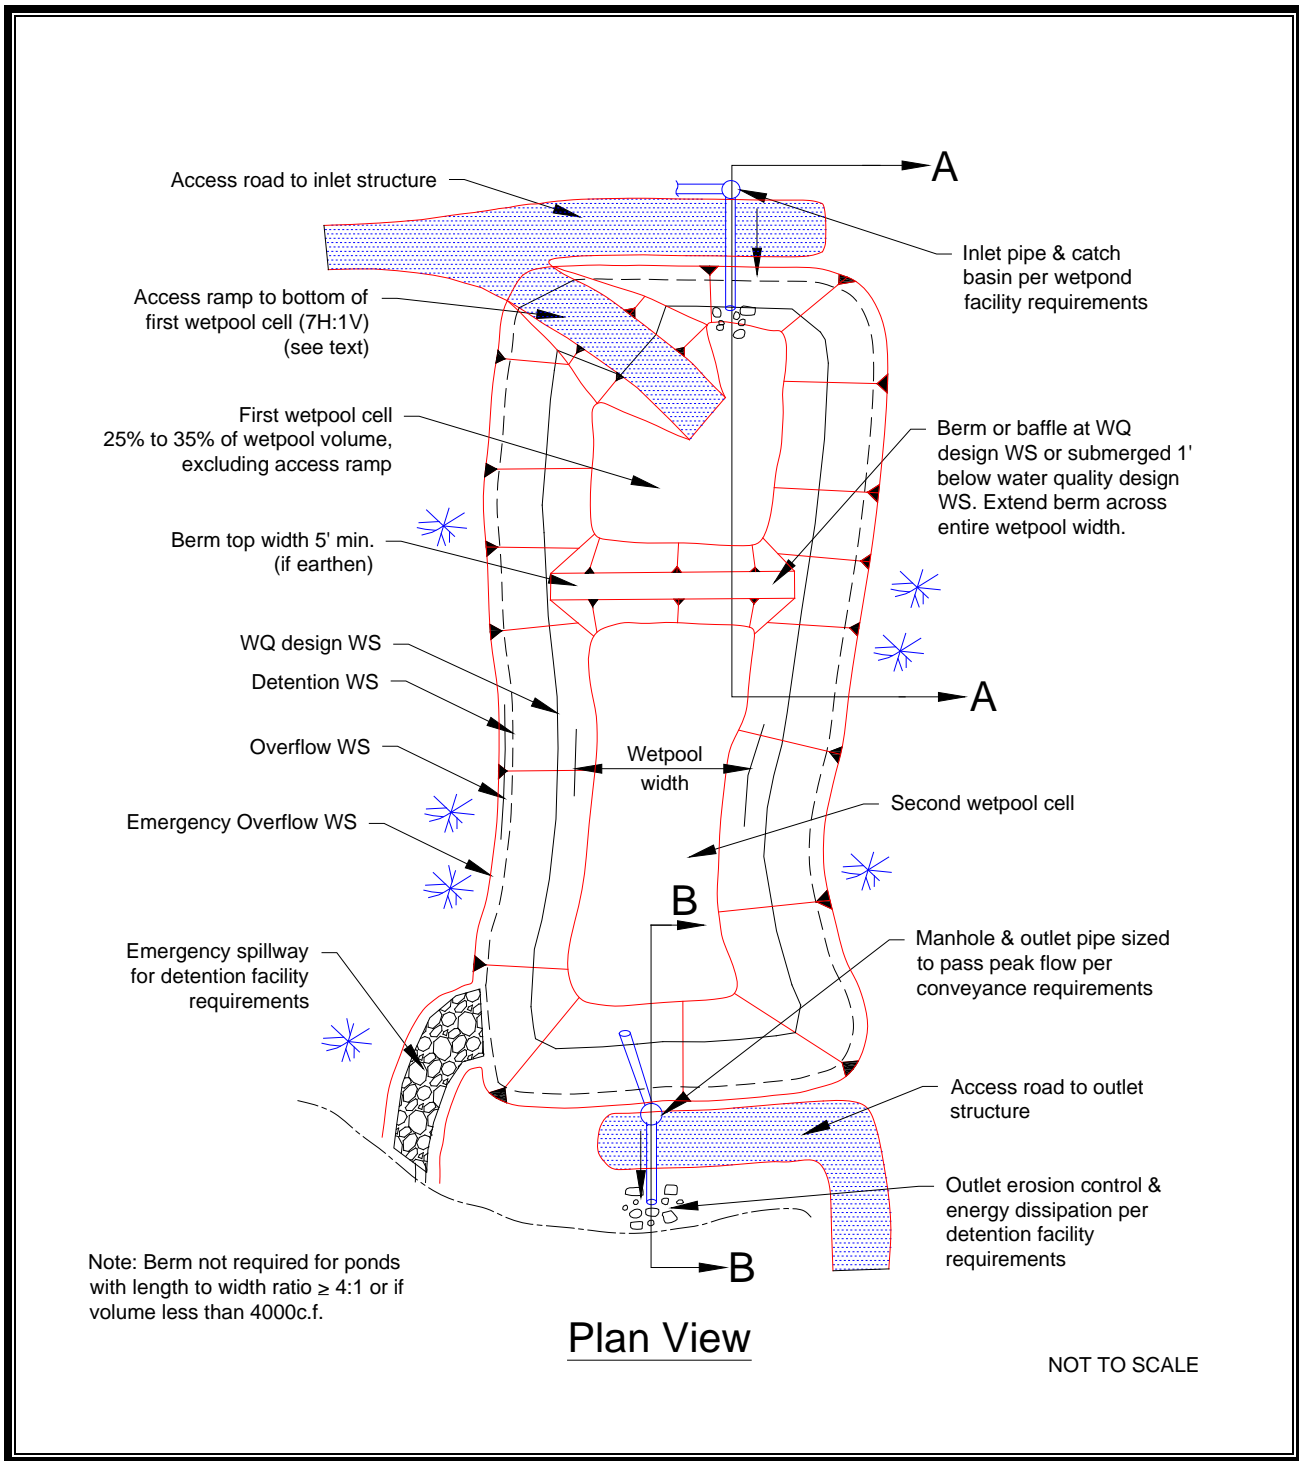 A
Access road to inlet structure
Inlet pipe & catch
basin per wetpond
facility requirements
Access ramp to bottom of
first wetpool cell (7H:1V)
(see text)
First wetpool cell
25% to 35% of wetpool volume,
excluding access ramp
Berm or baffle at WQ
design WS or submerged 1'
below water quality design
WS. Extend berm across
entire wetpool width.
Berm top width 5' min.
(if earthen)
WQ design WS
Detention WS
A
Overflow WS
Wetpool
width
Second wetpool cell
Emergency Overflow WS
B
Emergency spillway
for detention facility
requirements
Manhole & outlet pipe sized
to pass peak flow per
conveyance requirements
Access road to outlet
structure
Outlet erosion control &
energy dissipation per
detention facility
requirements
B
Note: Berm not required for ponds
with length to width ratio ≥ 4:1 or if
volume less than 4000c.f.
Plan View
NOT TO SCALE